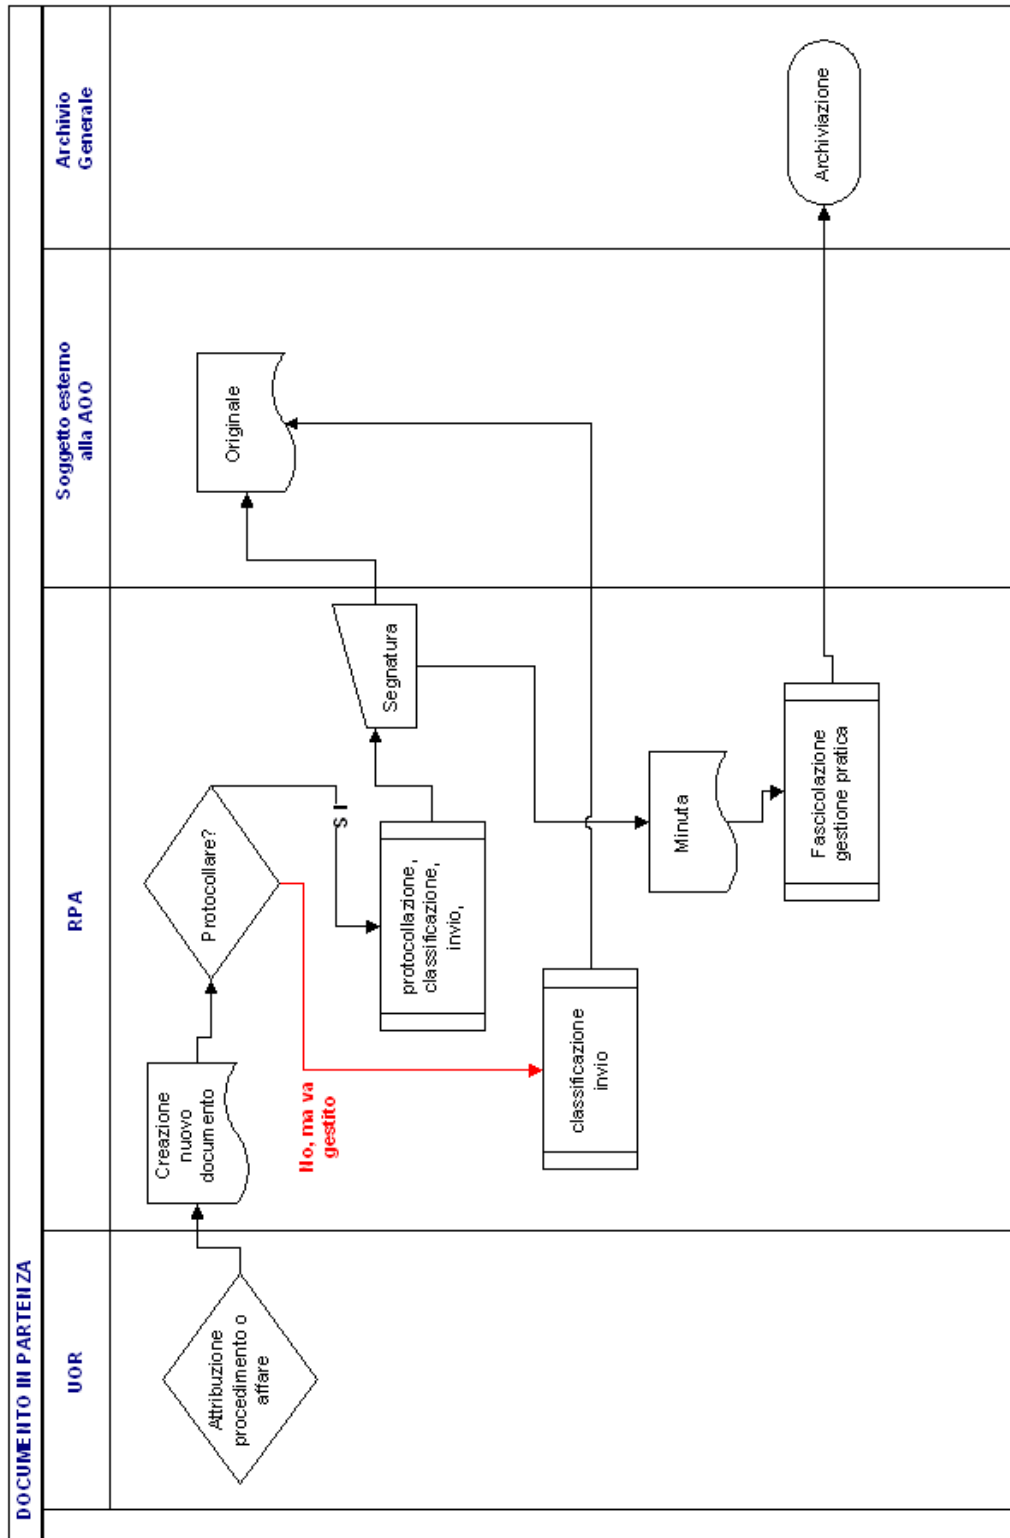 DOCUMENTO IN PARTENZA
UOR
RPA
Soggetto esterno
alla AOO
Archivio
Generale
Attribuzione
procedimento o
affare
Creazione
nuovo
documento
Protocollare?
S I
No, ma va
gestito
protocollazione,
classificazione,
invio,
classificazione
invio
Segnatura
Originale
Minuta
Fascicolazione
gestione pratica
Archiviazione